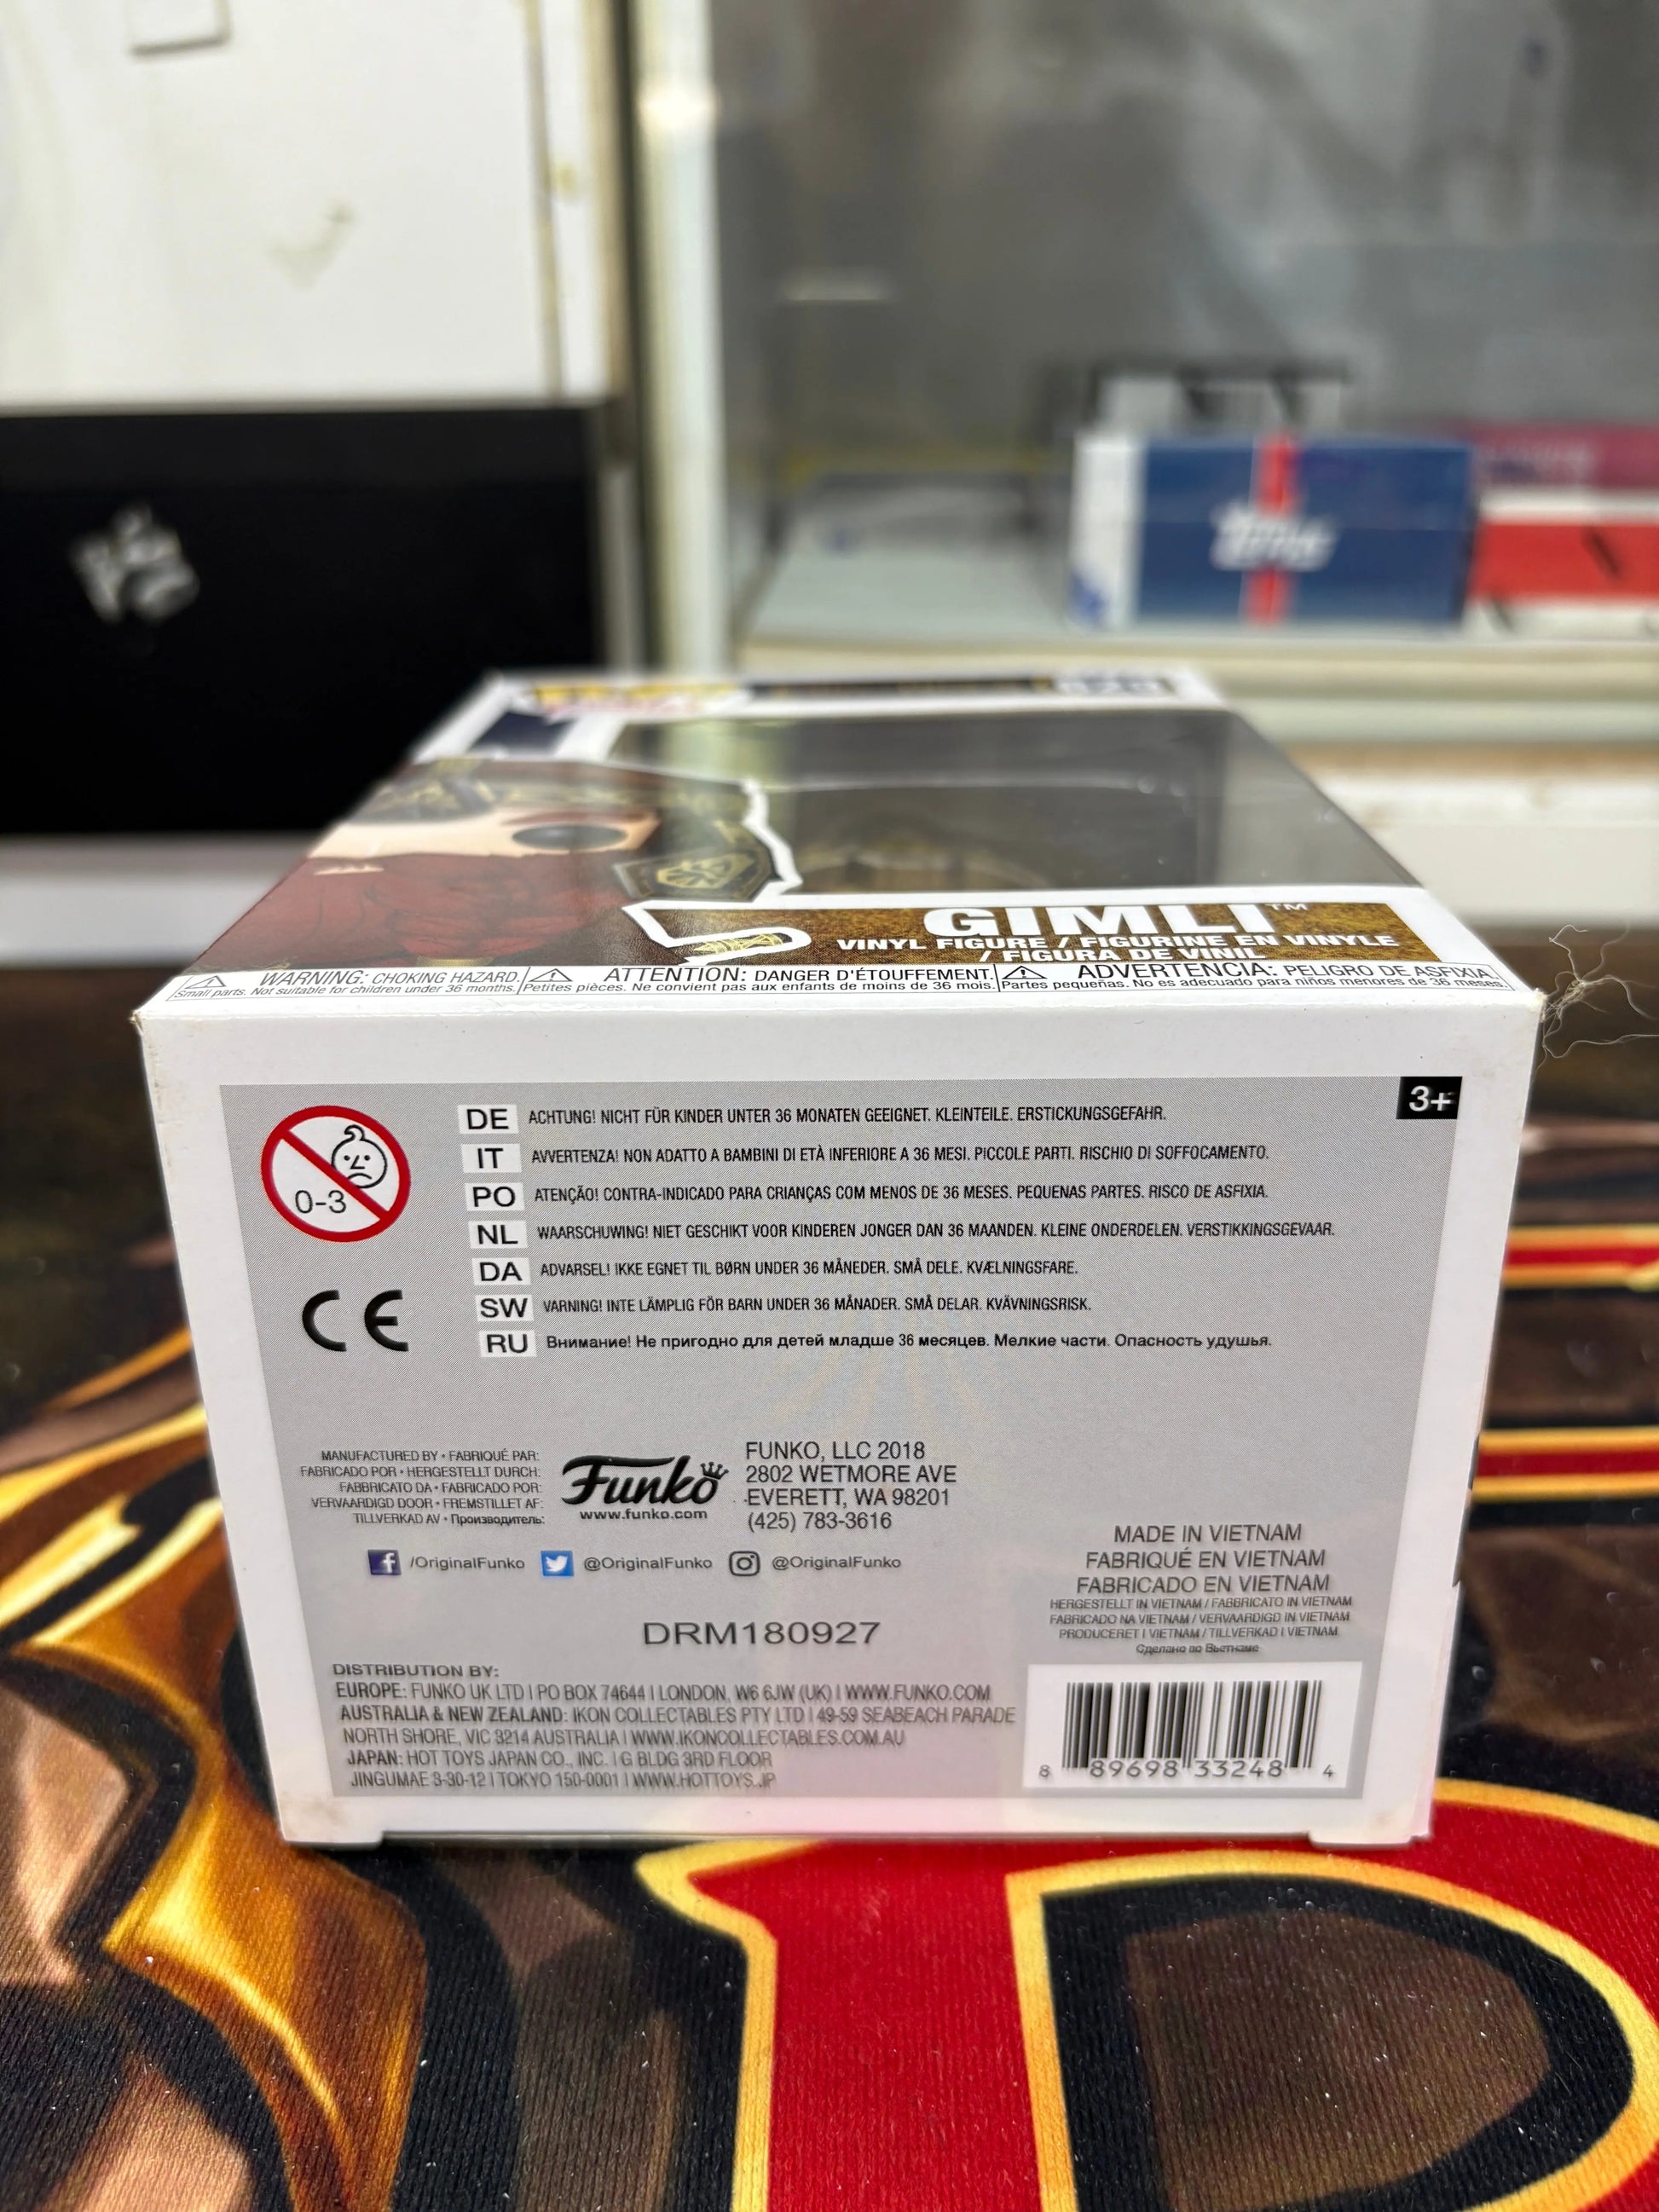 Topps
GIMLI™
VINYL FIGURE / FIGURINE EN VINYLE
/ FIGURA DE VINIL
WARNING: CHOKING HAZARD.
Small parts. Not suitable for children under 36 months.
ATTENTION: DANGER D'ÉTOUFFEMENT.
Petites pièces. Ne convient pas aux enfants de moins de 36 mois.
ADVERTENCIA: PELIGRO DE ASFIXIA.
Partes pequeñas. No es adecuado para niños menores de 36 meses.
3+
0-3
DE ACHTUNG! NICHT FÜR KINDER UNTER 36 MONATEN GEEIGNET. KLEINTEILE. ERSTICKUNGSGEFAHR.
IT AVVERTENZA! NON ADATTO A BAMBINI DI ETÀ INFERIORE A 36 MESI. PICCOLE PARTI. RISCHIO DI SOFFOCAMENTO.
PO ATENÇÃO! CONTRA-INDICADO PARA CRIANÇAS COM MENOS DE 36 MESES. PEQUENAS PARTES. RISCO DE ASFIXIA.
NL WAARSCHUWING! NIET GESCHIKT VOOR KINDEREN JONGER DAN 36 MAANDEN. KLEINE ONDERDELEN. VERSTIKKINGSGEVAAR.
DA ADVARSEL! IKKE EGNET TIL BØRN UNDER 36 MÅNEDER. SMÅ DELE. KVÆLNINGSFARE.
SW VARNING! INTE LÄMPLIG FÖR BARN UNDER 36 MÅNADER. SMÅ DELAR. KVÄVNINGSRISK.
RU Внимание! Не пригодно для детей младше 36 месяцев. Мелкие части. Опасность удушья.
CE
MANUFACTURED BY • FABRIQUÉ PAR:
FABRICADO POR • HERGESTELLT DURCH:
FABBRICATO DA • FABRICADO POR:
VERVAARDIGD DOOR • FREMSTILLET AF:
TILLVERKAD AV • Производитель:
Funko
www.funko.com
FUNKO, LLC 2018
2802 WETMORE AVE
EVERETT, WA 98201
(425) 783-3616
/OriginalFunko @OriginalFunko @OriginalFunko
DRM180927
MADE IN VIETNAM
FABRIQUÉ EN VIETNAM
FABRICADO EN VIETNAM
HERGESTELLT IN VIETNAM / FABBRICATO IN VIETNAM
FABRICADO NA VIETNAM / VERVAARDIGD IN VIETNAM
PRODUCERET I VIETNAM / TILLVERKAD I VIETNAM
Сделано во Вьетнаме
DISTRIBUTION BY:
EUROPE: FUNKO UK LTD | PO BOX 74644 | LONDON, W6 6JW (UK) | WWW.FUNKO.COM
AUSTRALIA & NEW ZEALAND: IKON COLLECTABLES PTY LTD | 49-59 SEABEACH PARADE
NORTH SHORE, VIC 3214 AUSTRALIA | WWW.IKONCOLLECTABLES.COM.AU
JAPAN: HOT TOYS JAPAN CO., INC. | G BLDG 3RD FLOOR
JINGUMAE 3-30-12 | TOKYO 150-0001 | WWW.HOTTOYS.JP
8 89698 33248 4